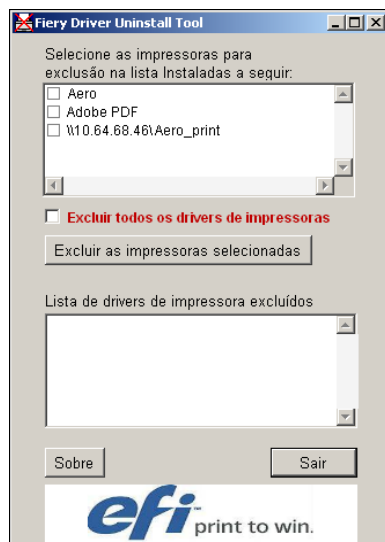 Fiery Driver Uninstall Tool
Selecione as impressoras para
exclusão na lista Instaladas a seguir:
Aero
Adobe PDF
\\10.64.68.46\Aero_print
Excluir todos os drivers de impressoras
Excluir as impressoras selecionadas
Lista de drivers de impressora excluídos
Sobre
Sair
efi™ print to win.